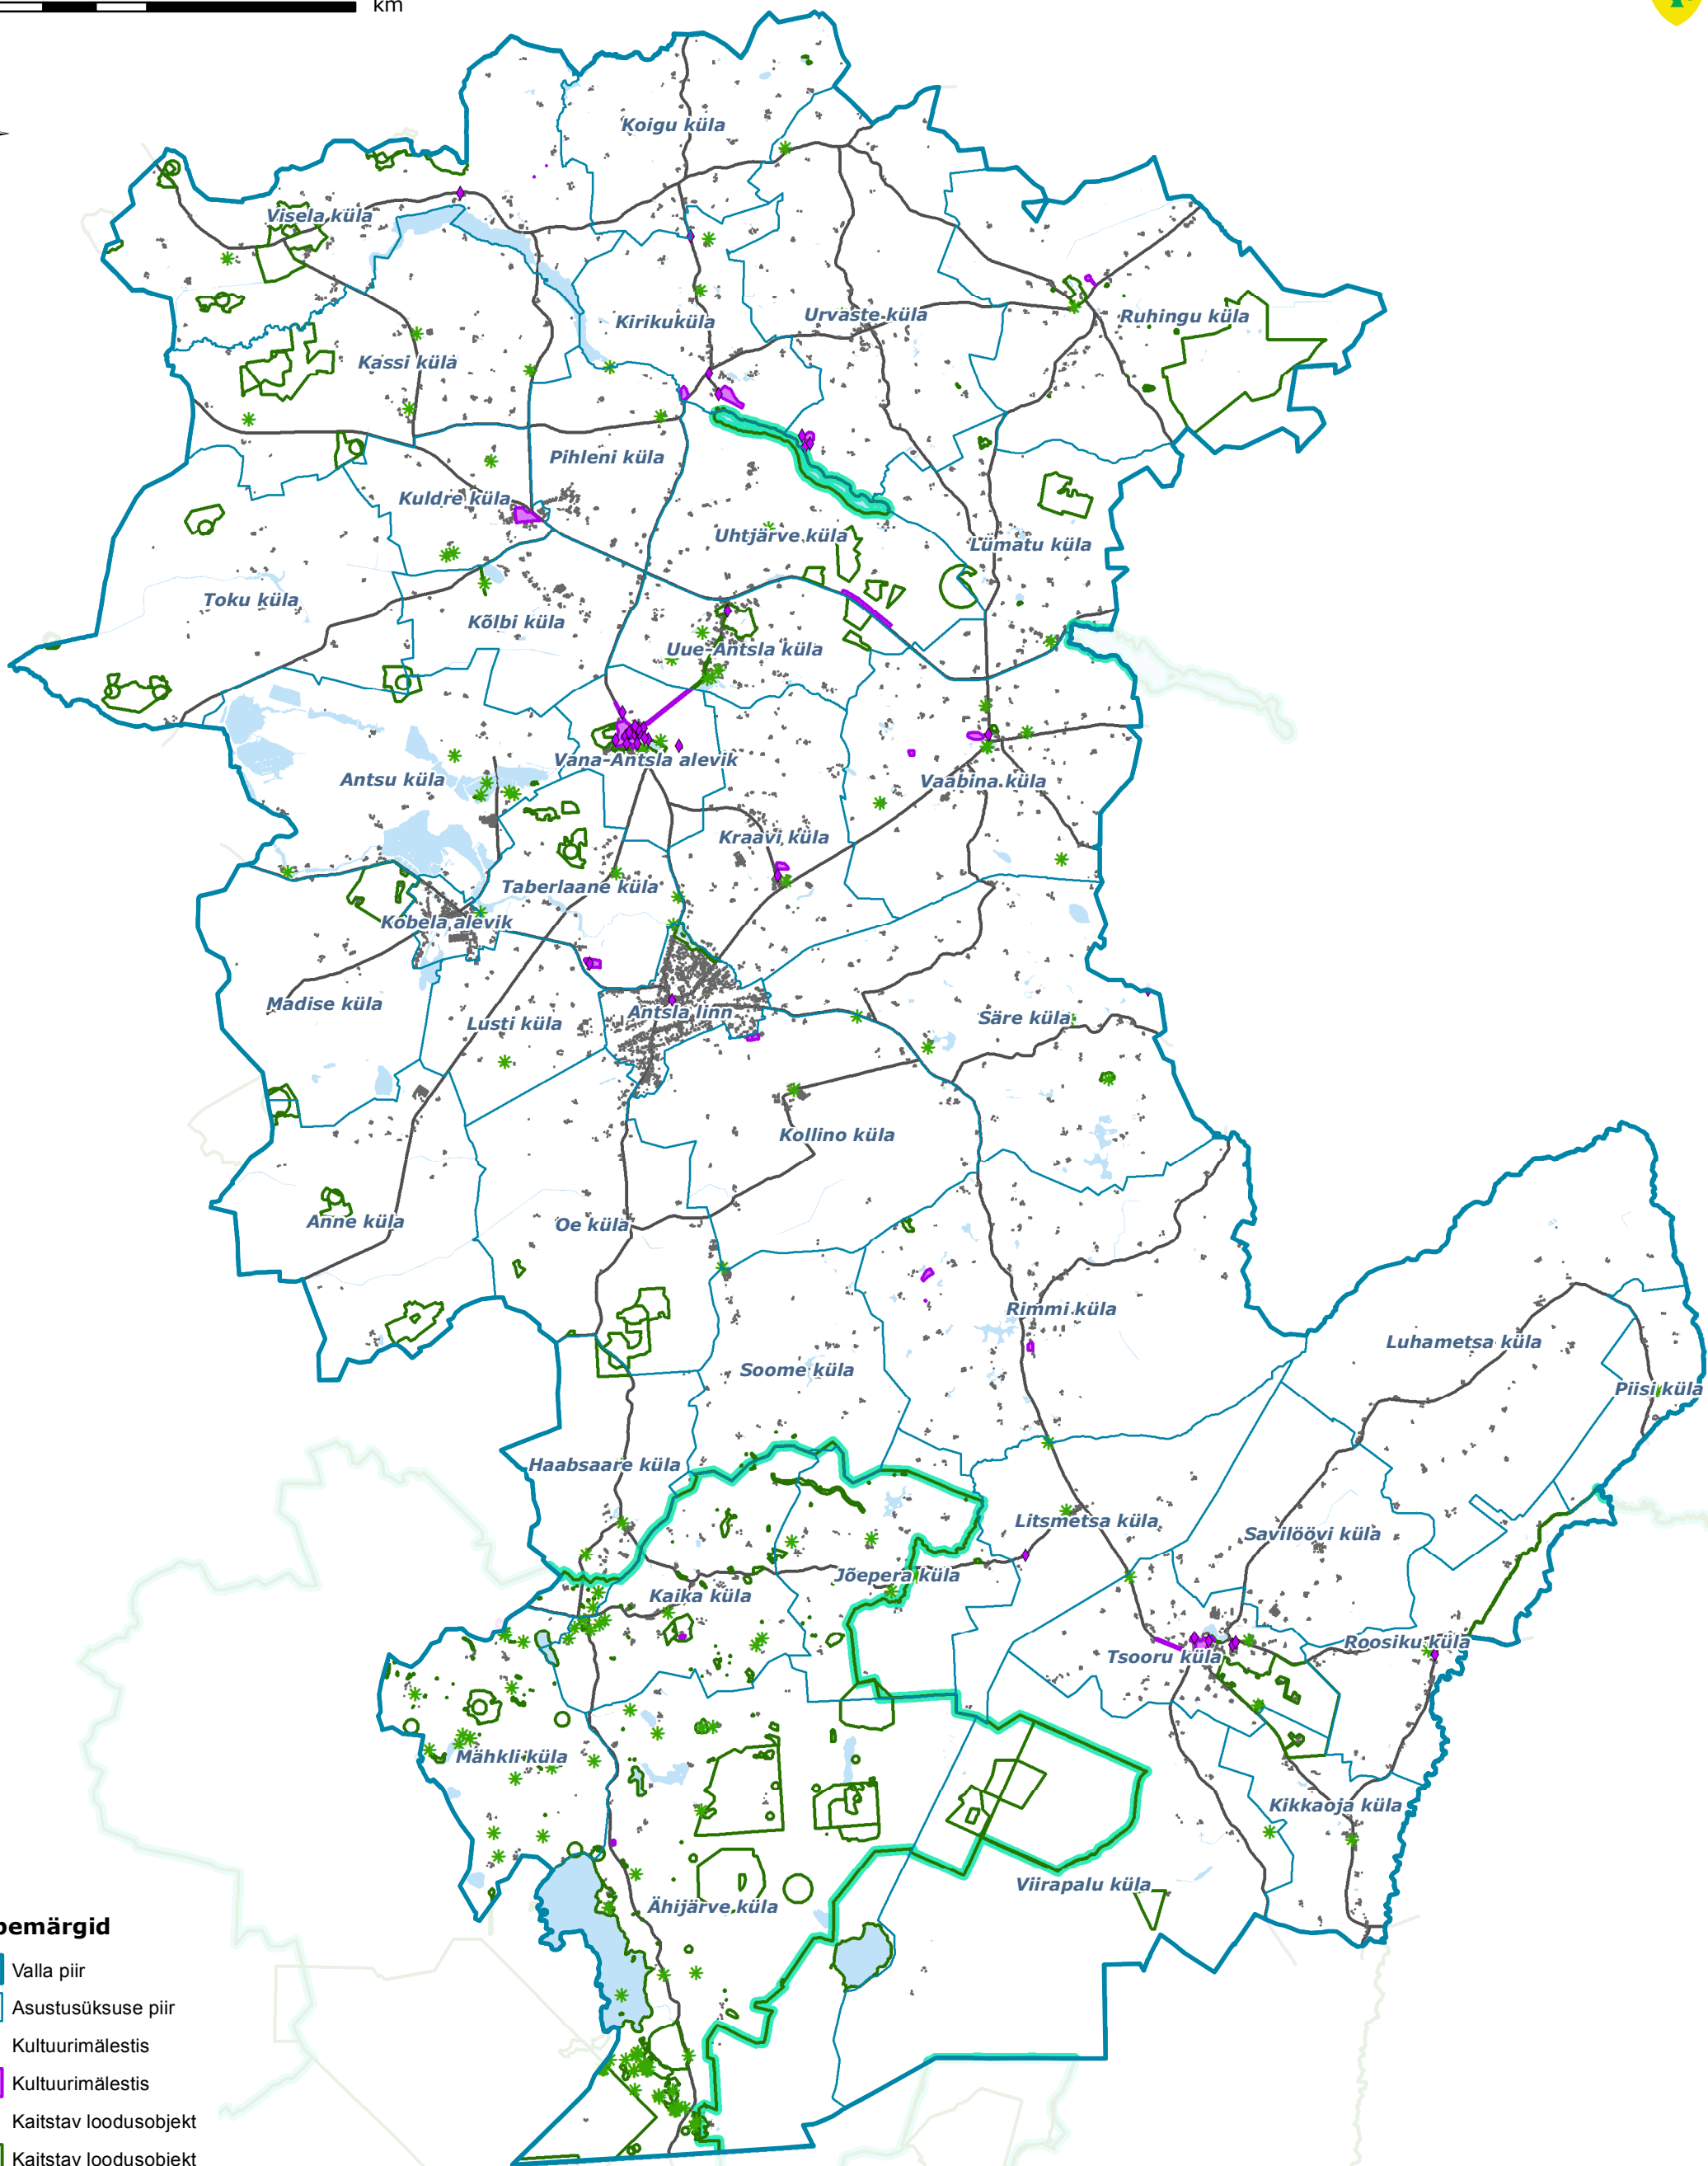 km
Koigu küla
Visela küla
Kirikuküla
Urvaste küla
Ruhingu küla
Kassi küla
Pihleni küla
Kuldre küla
Uhtjärve küla
Lümatu küla
Toku küla
Kõlbi küla
Uue-Antsla küla
Vana-Antsla alevik
Antsu küla
Vaabina küla
Kraavi küla
Taberlaane küla
Kobela alevik
Madise küla
Lusti küla
Antsla linn
Säre küla
Kollino küla
Anne küla
Oe küla
Rimmi küla
Luhametsa küla
Soome küla
Piisi küla
Haabsaare küla
Litsmetsa küla
Savilöövi küla
Jõepera küla
Kaika küla
Roosiku küla
Tsooru küla
Mähkli küla
Kikkaoja küla
Viirapalu küla
Ähijärve küla
pemärgid
Valla piir
Asustusüksuse piir
Kultuurimälestis
Kultuurimälestis
Kaitstav loodusobjekt
Kaitstav loodusobjekt